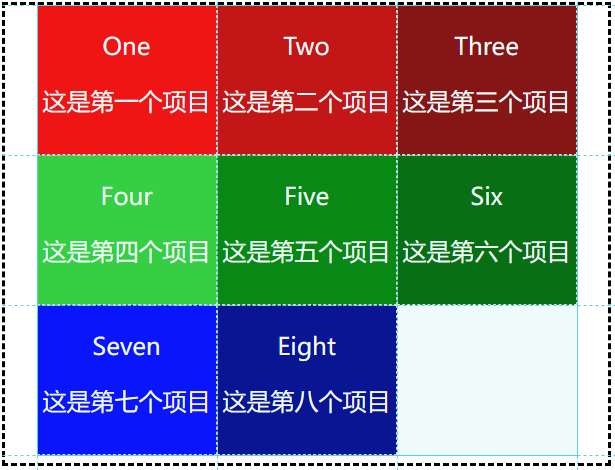 One
这是第一个项目
Two
这是第二个项目
Three
这是第三个项目
Four
这是第四个项目
Five
这是第五个项目
Six
这是第六个项目
Seven
这是第七个项目
Eight
这是第八个项目